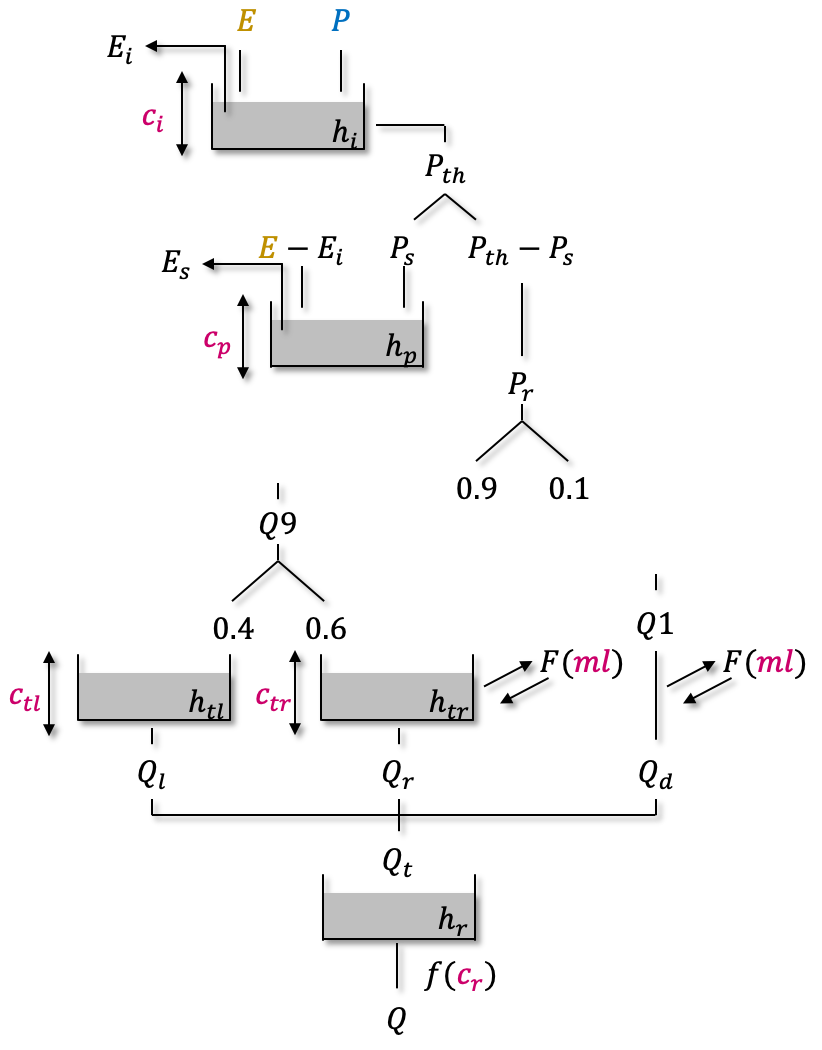 E P
E_i
c_i
h_i
P_th
E − E_i P_s P_th − P_s
E_s
c_p
h_p
P_r
0.9 0.1
Q9
0.4 0.6
Q1
F(ml) F(ml)
c_tl h_tl c_tr h_tr
Q_l Q_r Q_d
Q_t
h_r
f(c_r)
Q